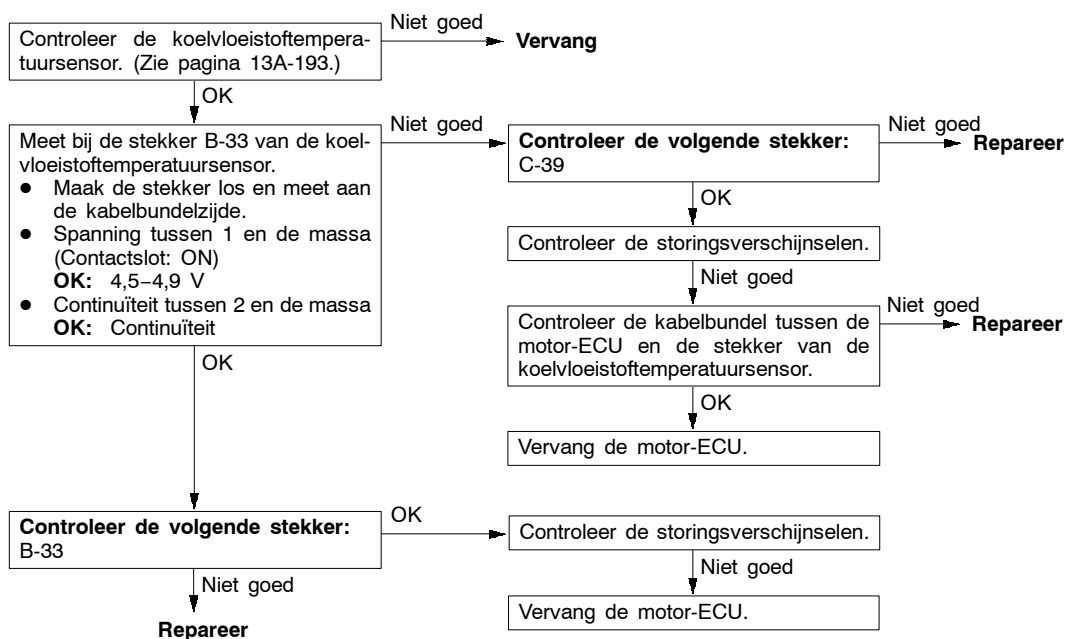 Controleer de koelvloeistoftempera-
tuursensor. (Zie pagina 13A-193.)
Niet goed
Vervang
OK
Meet bij de stekker B-33 van de koel-
vloeistoftemperatuursensor.
● Maak de stekker los en meet aan
de kabelbundelzijde.
● Spanning tussen 1 en de massa
(Contactslot: ON)
OK: 4,5–4,9 V
● Continuïteit tussen 2 en de massa
OK: Continuïteit
Niet goed
Controleer de volgende stekker:
C-39
Niet goed
Repareer
OK
Controleer de storingsverschijnselen.
Niet goed
Controleer de kabelbundel tussen de
motor-ECU en de stekker van de
koelvloeistoftemperatuursensor.
Niet goed
Repareer
OK
Vervang de motor-ECU.
OK
Controleer de volgende stekker:
B-33
OK
Controleer de storingsverschijnselen.
Niet goed
Vervang de motor-ECU.
Niet goed
Repareer